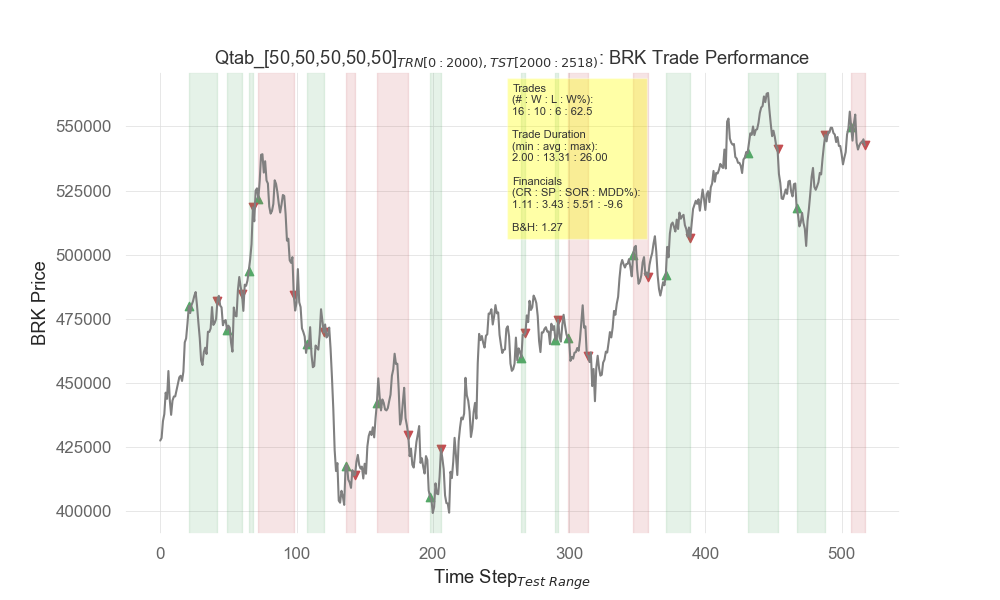 Qtab_[50,50,50,50,50]TRN[0 : 2000), TST[2000 : 2518) : BRK Trade Performance
Trades
(# : W : L : W%):
16 : 10 : 6 : 62.5
Trade Duration
(min : avg : max):
2.00 : 13.31 : 26.00
Financials
(CR : SP : SOR : MDD%):
1.11 : 3.43 : 5.51 : -9.6
B&H: 1.27
BRK Price
550000
525000
500000
475000
450000
425000
400000
0 100 200 300 400 500
Time StepTest Range